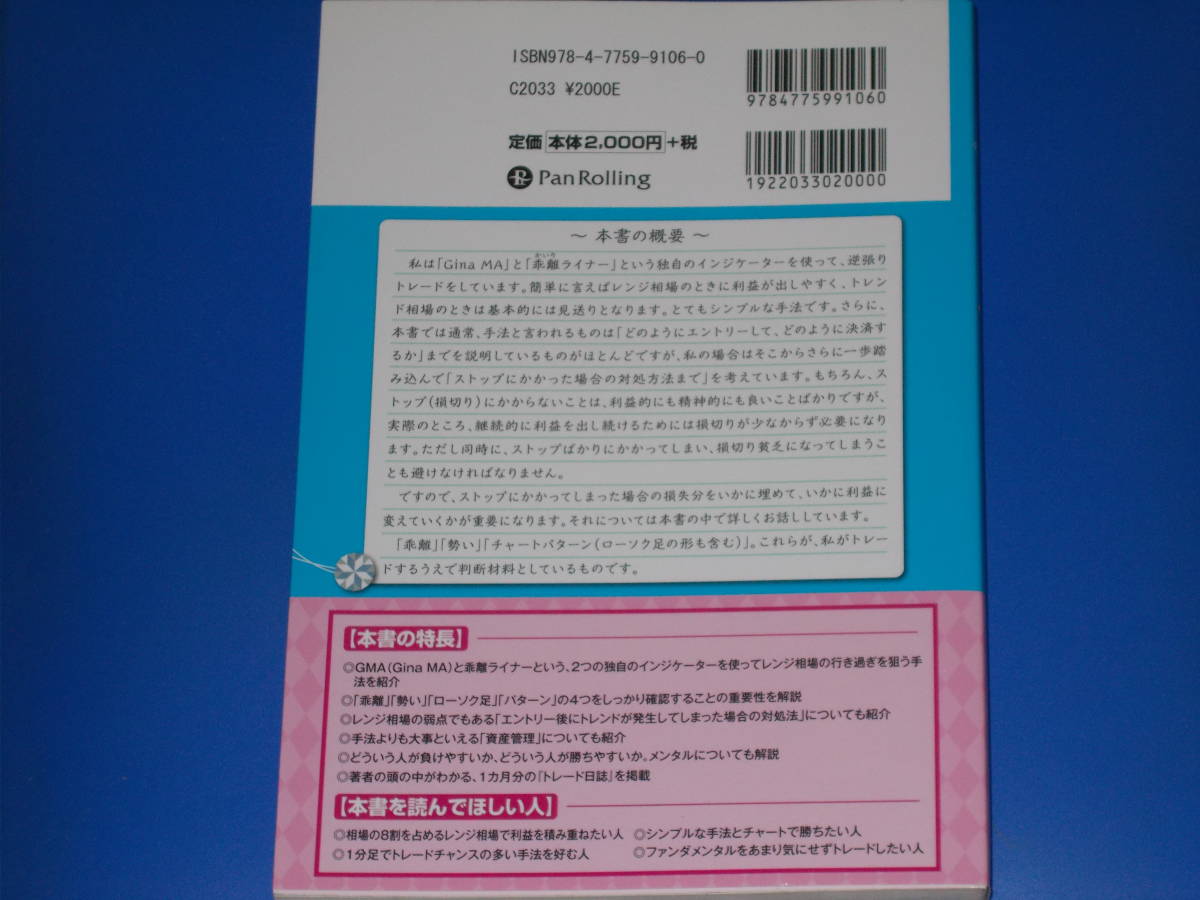 ISBN978-4-7759-9106-0
C2033 ¥2000E
9784775991060
定価 本体2,000円+税
1922033020000
PanRolling
～ 本書の概要 ～
かいり
私は「Gina MA」と「乖離ライナー」という独自のインジケーターを使って、逆張り
トレードをしています。簡単に言えばレンジ相場のときに利益が出しやすく、トレン
ド相場のときは基本的には見送りとなります。とてもシンプルな手法です。さらに、
本書では通常、手法と言われるものは「どのようにエントリーして、どのように決済す
るか」までを説明しているものがほとんどですが、私の場合はそこからさらに一歩踏
み込んで「ストップにかかった場合の対処方法まで」を考えています。もちろん、ス
トップ(損切り)にかからないことは、利益的にも精神的にも良いことばかりですが、
実際のところ、継続的に利益を出し続けるためには損切りが少なからず必要になり
ます。ただし同時に、ストップばかりにかかってしまい、損切り貧乏になってしまうこ
とも避けなければなりません。
ですので、ストップにかかってしまった場合の損失分をいかに埋めて、いかに利益に
変えていくかが重要になります。それについては本書の中で詳しくお話ししています。
「乖離」「勢い」「チャートパターン(ローソク足の形も含む)」。これらが、私がトレー
ドするうえで判断材料としているものです。
【本書の特長】
◎GMA(Gina MA)と乖離ライナーという、2つの独自のインジケーターを使ってレンジ相場の行き過ぎを狙う手
法を紹介
◎「乖離」「勢い」「ローソク足」「パターン」の4つをしっかり確認することの重要性を解説
◎レンジ相場の弱点でもある「エントリー後にトレンドが発生してしまった場合の対処法」についても紹介
◎手法よりも大事といえる「資産管理」についても紹介
◎どういう人が負けやすいか、どういう人が勝ちやすいか。メンタルについても解説
◎著者の頭の中がわかる、1カ月分の『トレード日誌』を掲載
【本書を読んでほしい人】
◎相場の8割を占めるレンジ相場で利益を積み重ねたい人 ◎シンプルな手法とチャートで勝ちたい人
◎1分足でトレードチャンスの多い手法を好む人 ◎ファンダメンタルをあまり気にせずトレードしたい人